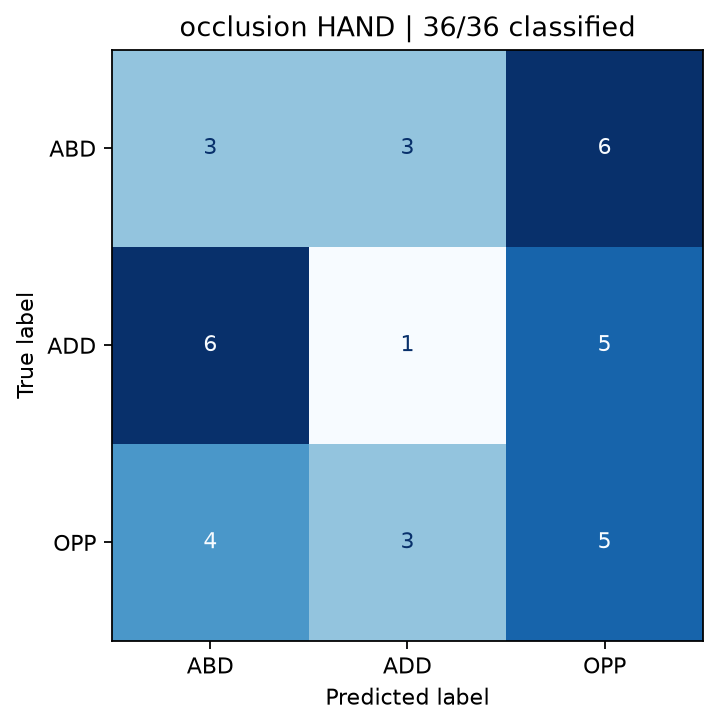 occlusion HAND | 36/36 classified
ABD 3 3 6
ADD 6 1 5
OPP 4 3 5
ABD ADD OPP
True label
Predicted label